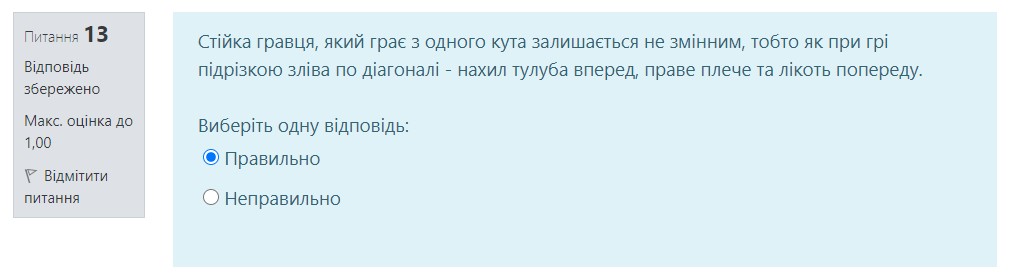 Питання 13
Відповідь
збережено
Макс. оцінка до
1,00
Відмітити
питання
Стійка гравця, який грає з одного кута залишається не змінним, тобто як при грі
підрізкою зліва по діагоналі - нахил тулуба вперед, праве плече та лікоть попереду.
Виберіть одну відповідь:
Правильно
Неправильно